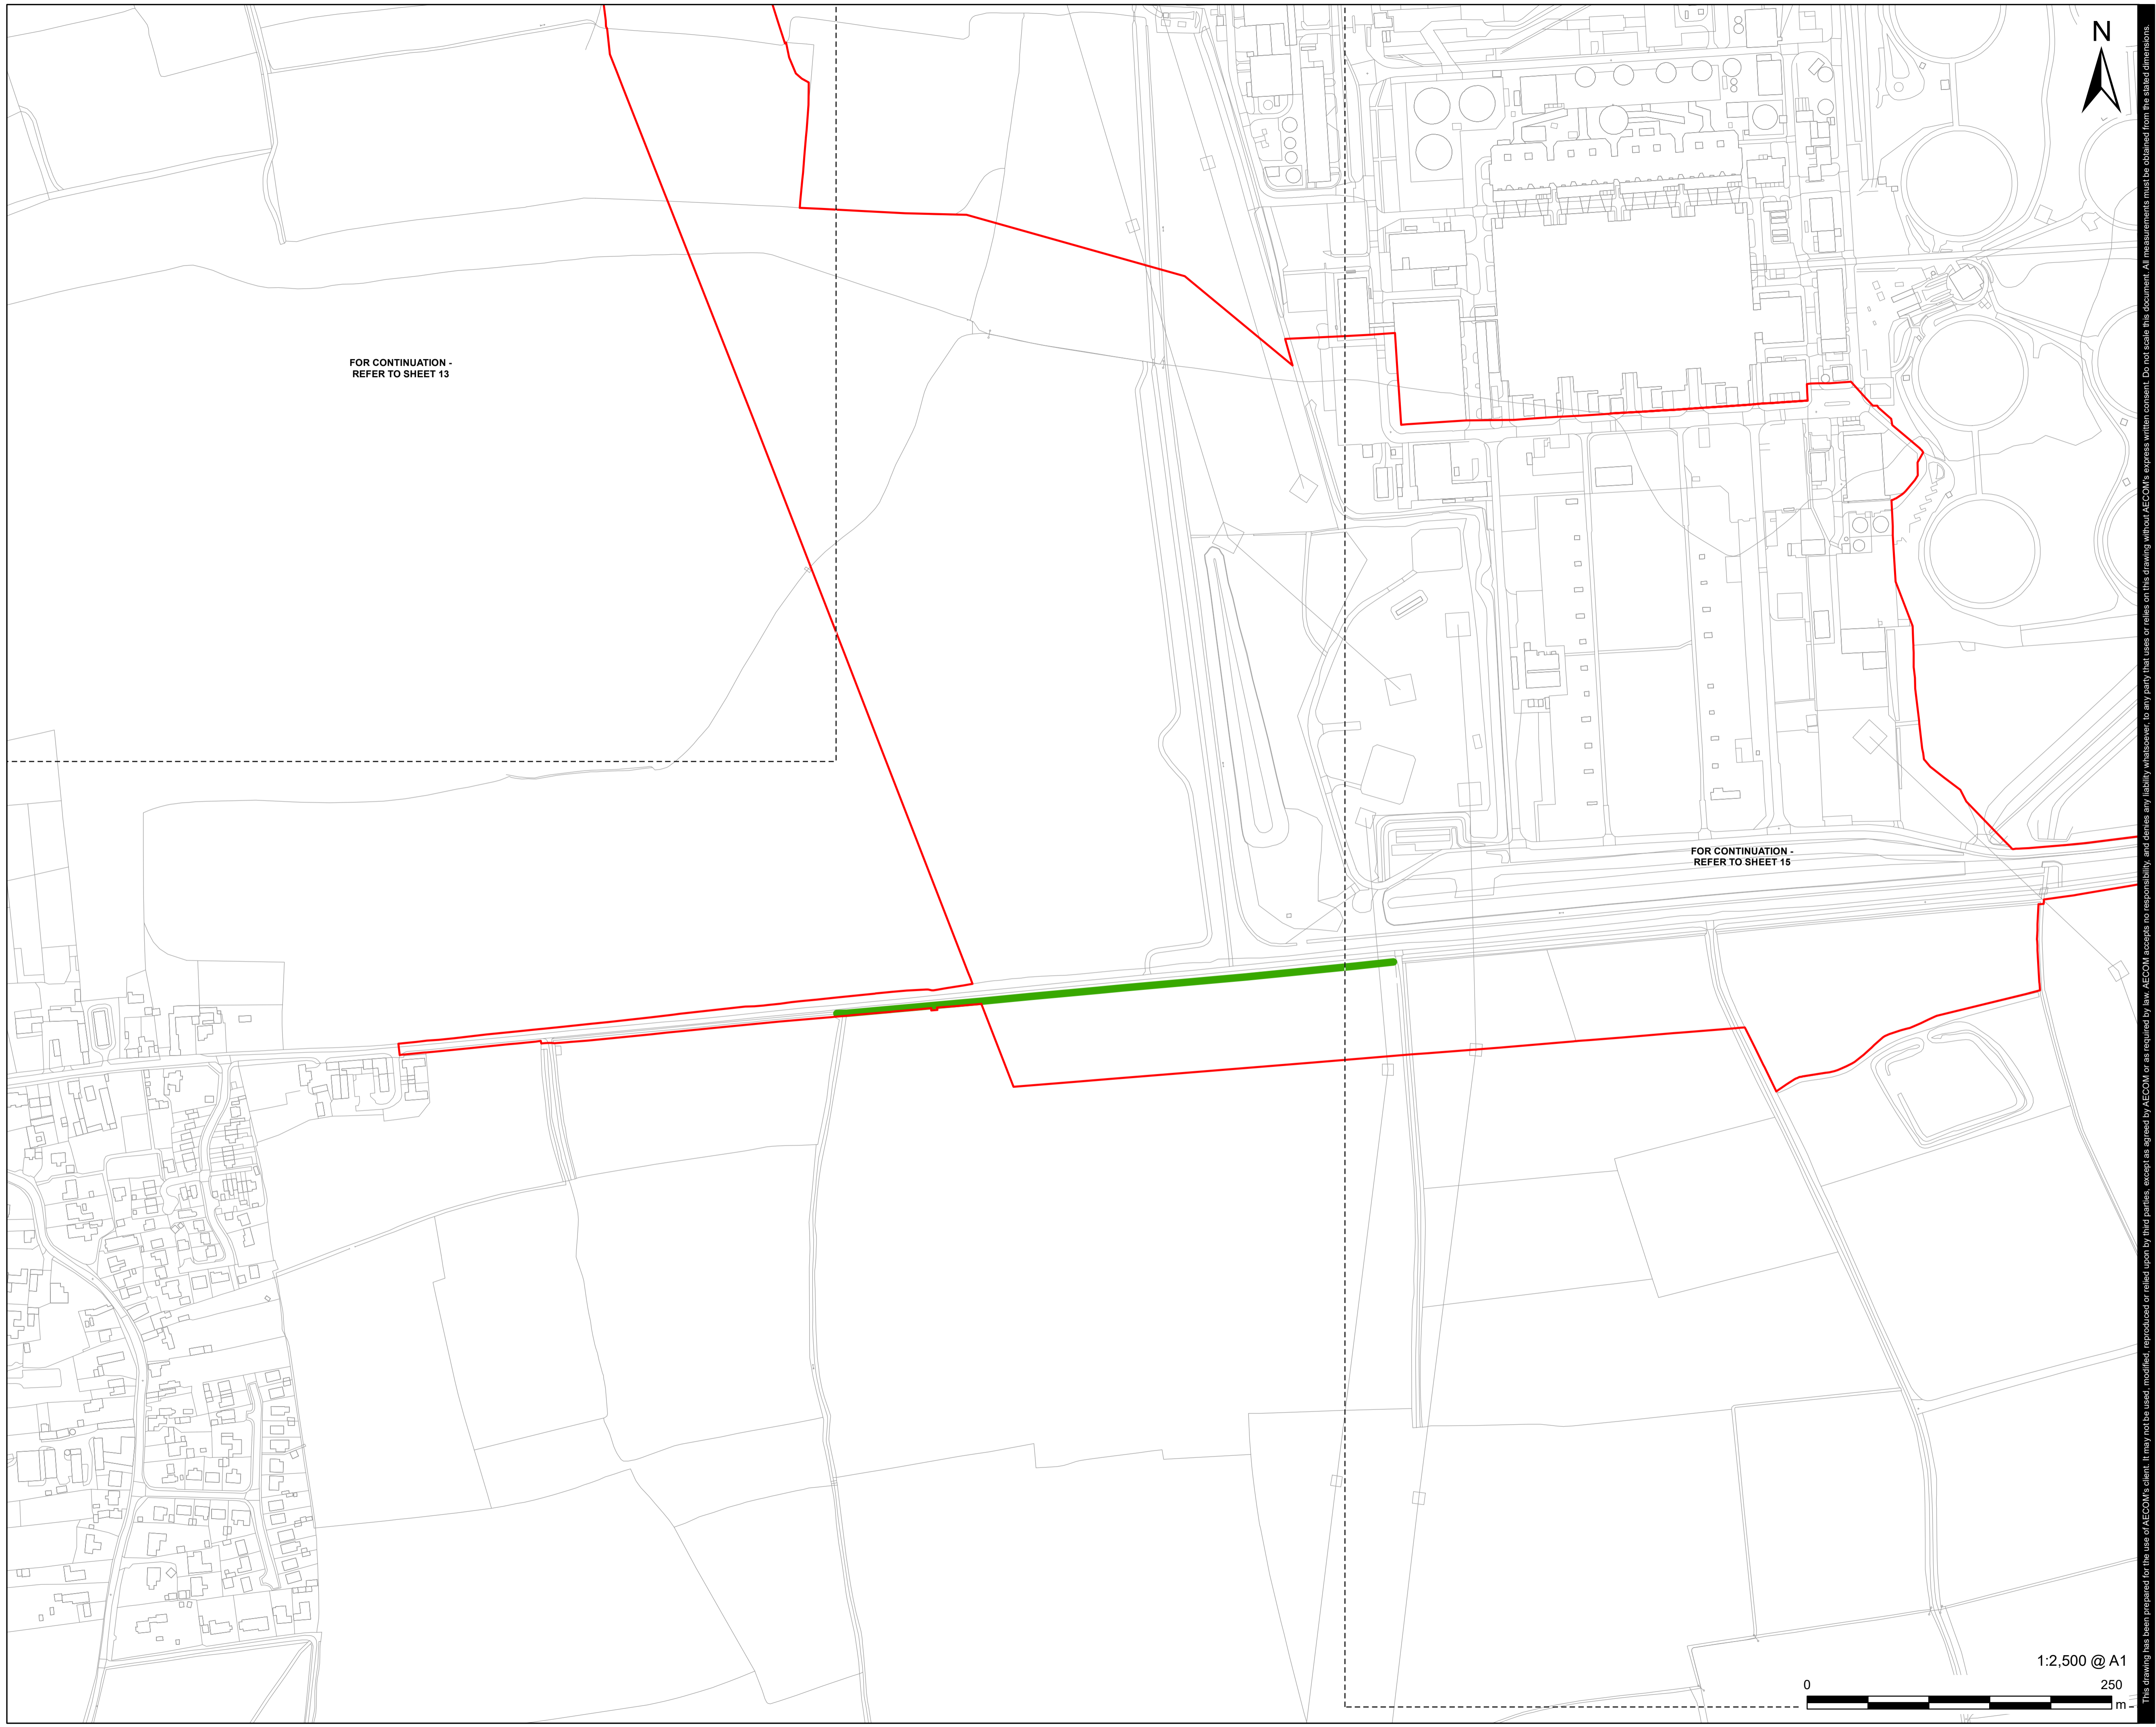 N
FOR CONTINUATION -
REFER TO SHEET 13
FOR CONTINUATION -
REFER TO SHEET 15
1:2,500 @ A1
0 250
m
This drawing has been prepared for the use of AECOM's client. It may not be used, modified, reproduced or relied upon by third parties, except as agreed by AECOM or as required by law. AECOM accepts no responsibility, and denies any liability whatsoever, to any party that uses or relies on this drawing without AECOM's express written consent. Do not scale this document. All measurements must be obtained from the stated dimensions.